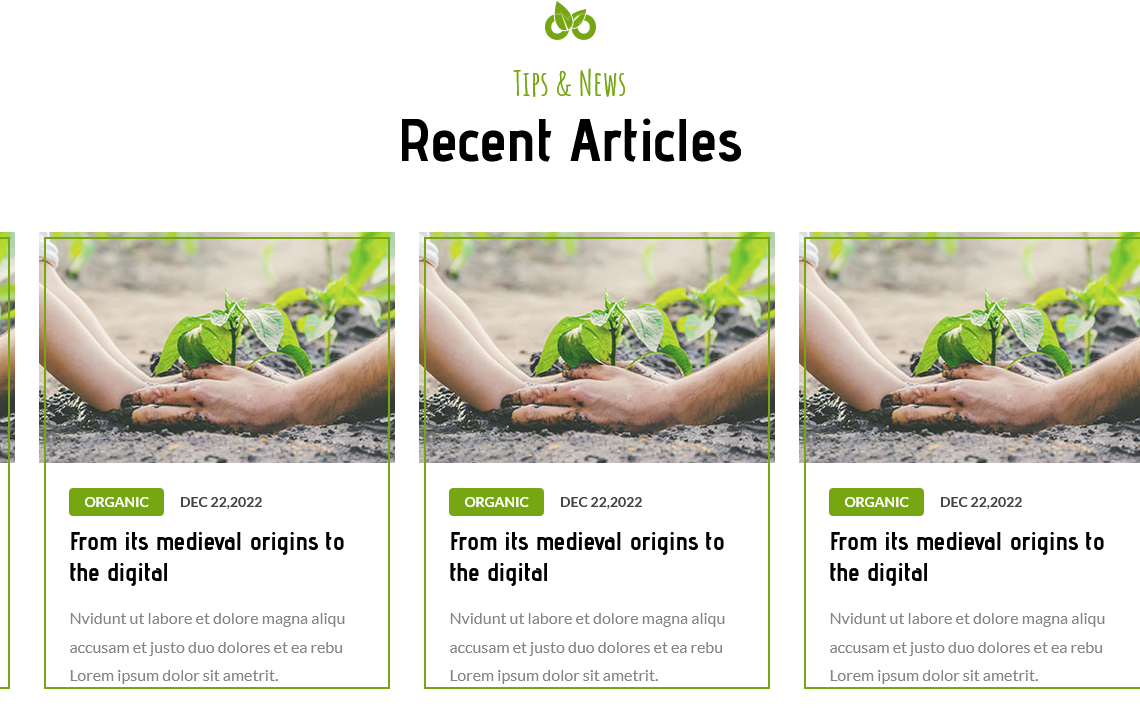 Tips & News
Recent Articles
ORGANIC DEC 22,2022
From its medieval origins to
the digital
Nvidunt ut labore et dolore magna aliqu
accusam et justo duo dolores et ea rebu
Lorem ipsum dolor sit ametrit.
ORGANIC DEC 22,2022
From its medieval origins to
the digital
Nvidunt ut labore et dolore magna aliqu
accusam et justo duo dolores et ea rebu
Lorem ipsum dolor sit ametrit.
ORGANIC DEC 22,2022
From its medieval origins to
the digital
Nvidunt ut labore et dolore magna aliqu
accusam et justo duo dolores et ea rebu
Lorem ipsum dolor sit ametrit.